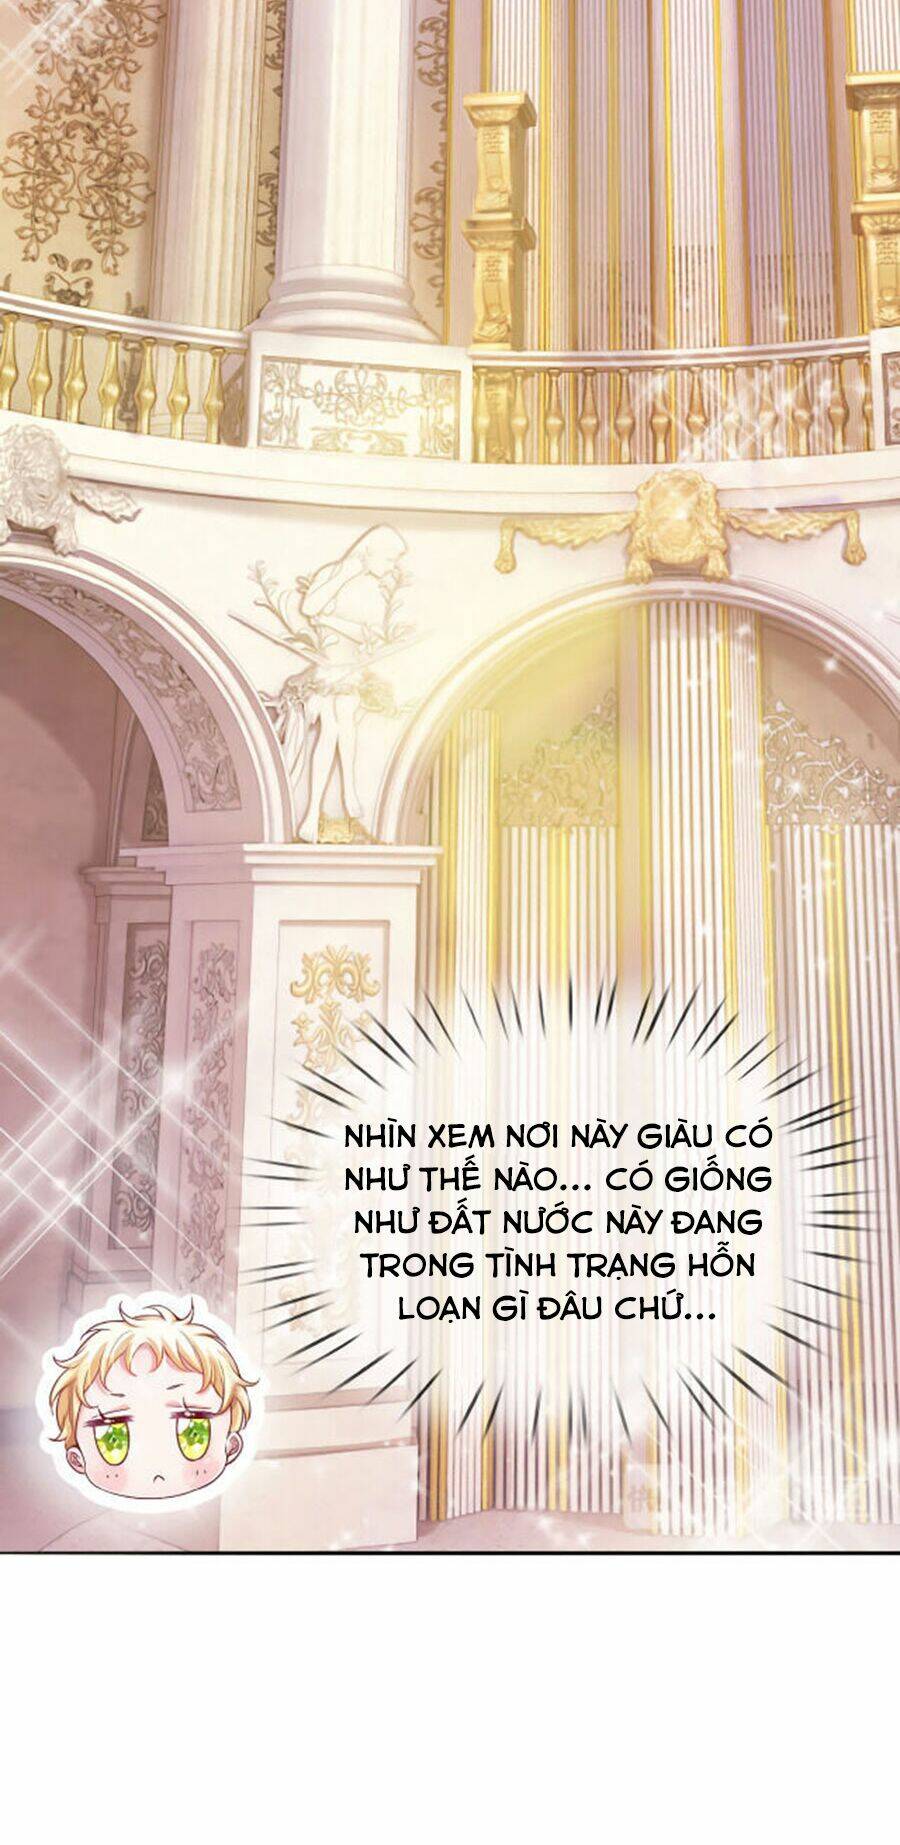 NHÌN XEM NƠI NÀY GIÀU CÓ
NHƯ THẾ NÀO... CÓ GIỐNG
NHƯ ĐẤT NƯỚC NÀY ĐANG
TRONG TÌNH TRẠNG HỖN
LOẠN GÌ ĐÂU CHỨ...